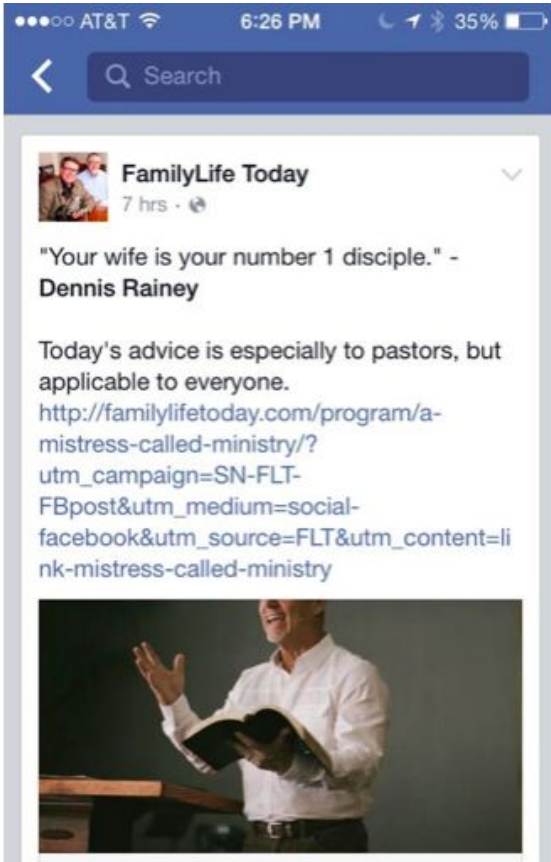 AT&T 6:26 PM 35%
Search
FamilyLife Today
7 hrs ·
"Your wife is your number 1 disciple." -
Dennis Rainey
Today's advice is especially to pastors, but
applicable to everyone.
http://familylifetoday.com/program/a-
mistress-called-ministry/?
utm_campaign=SN-FLT-
FBpost&utm_medium=social-
facebook&utm_source=FLT&utm_content=li
nk-mistress-called-ministry